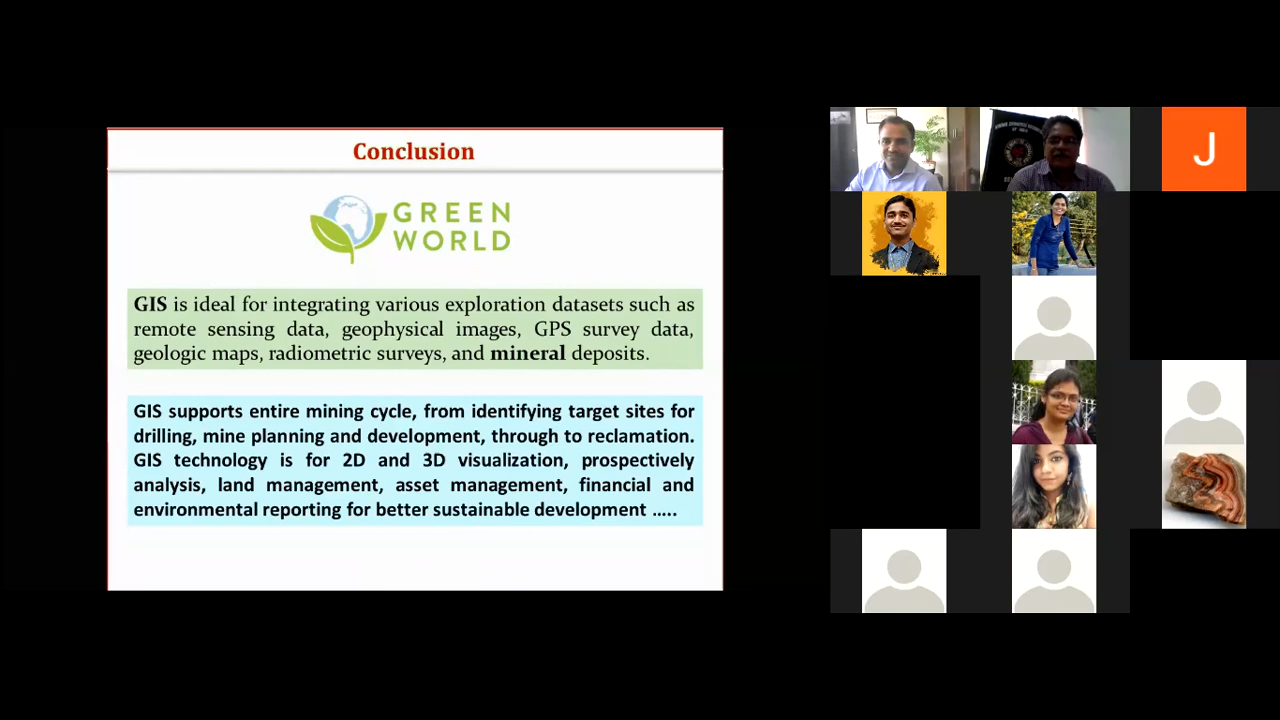 Conclusion
GREEN
WORLD
GIS is ideal for integrating various exploration datasets such as
remote sensing data, geophysical images, GPS survey data,
geologic maps, radiometric surveys, and mineral deposits.
GIS supports entire mining cycle, from identifying target sites for
drilling, mine planning and development, through to reclamation.
GIS technology is for 2D and 3D visualization, prospectively
analysis, land management, asset management, financial and
environmental reporting for better sustainable development .....
J